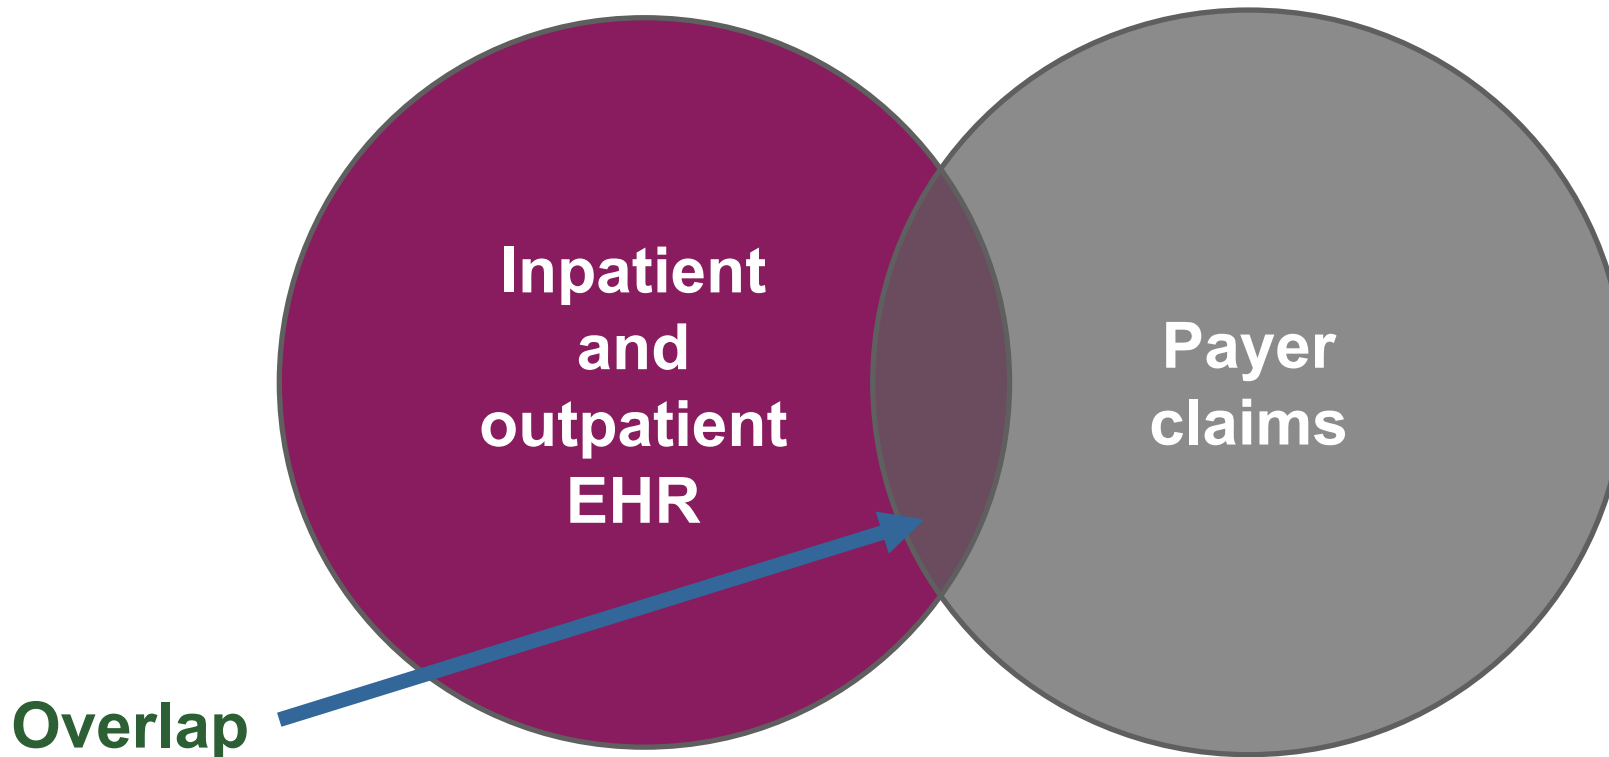 Inpatient
and
outpatient
EHR
Payer
claims
Overlap